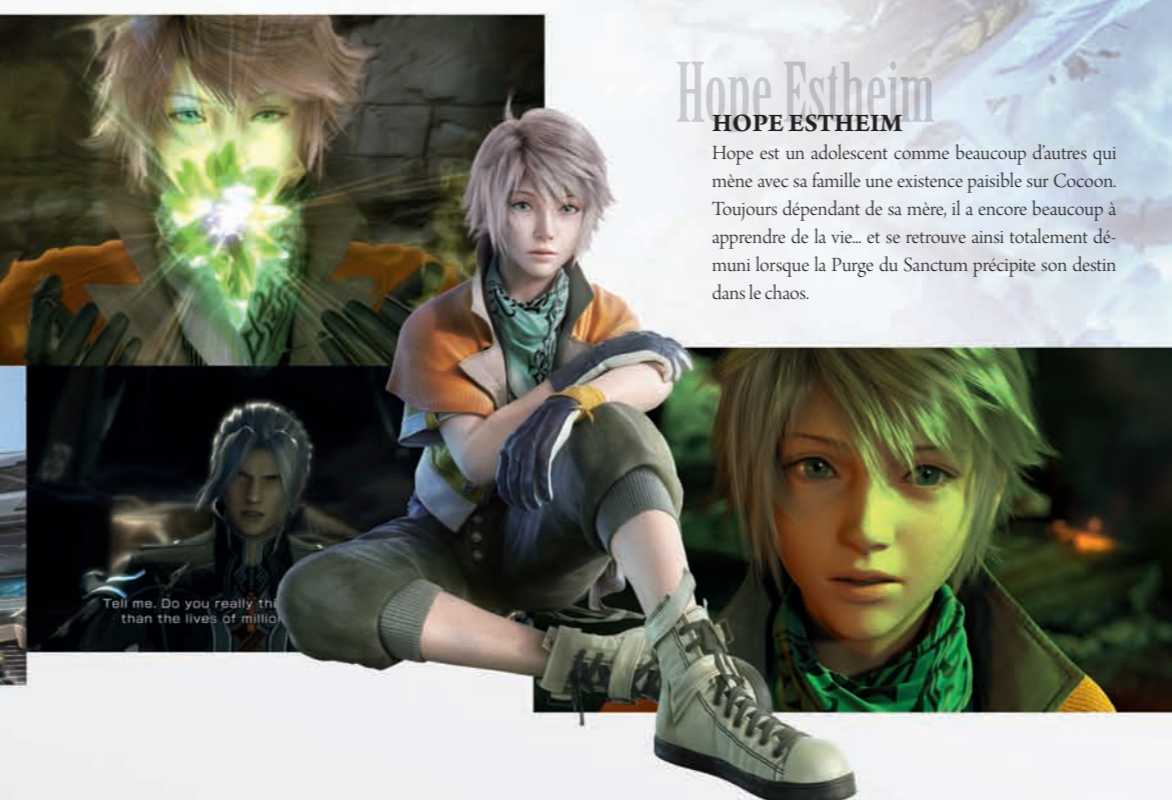 Hope Estheim
HOPE ESTHEIM
Hope est un adolescent comme beaucoup d'autres qui
mène avec sa famille une existence paisible sur Cocoon.
Toujours dépendant de sa mère, il a encore beaucoup à
apprendre de la vie... et se retrouve ainsi totalement dé-
muni lorsque la Purge du Sanctum précipite son destin
dans le chaos.
Tell me. Do you really thi
than the lives of millio